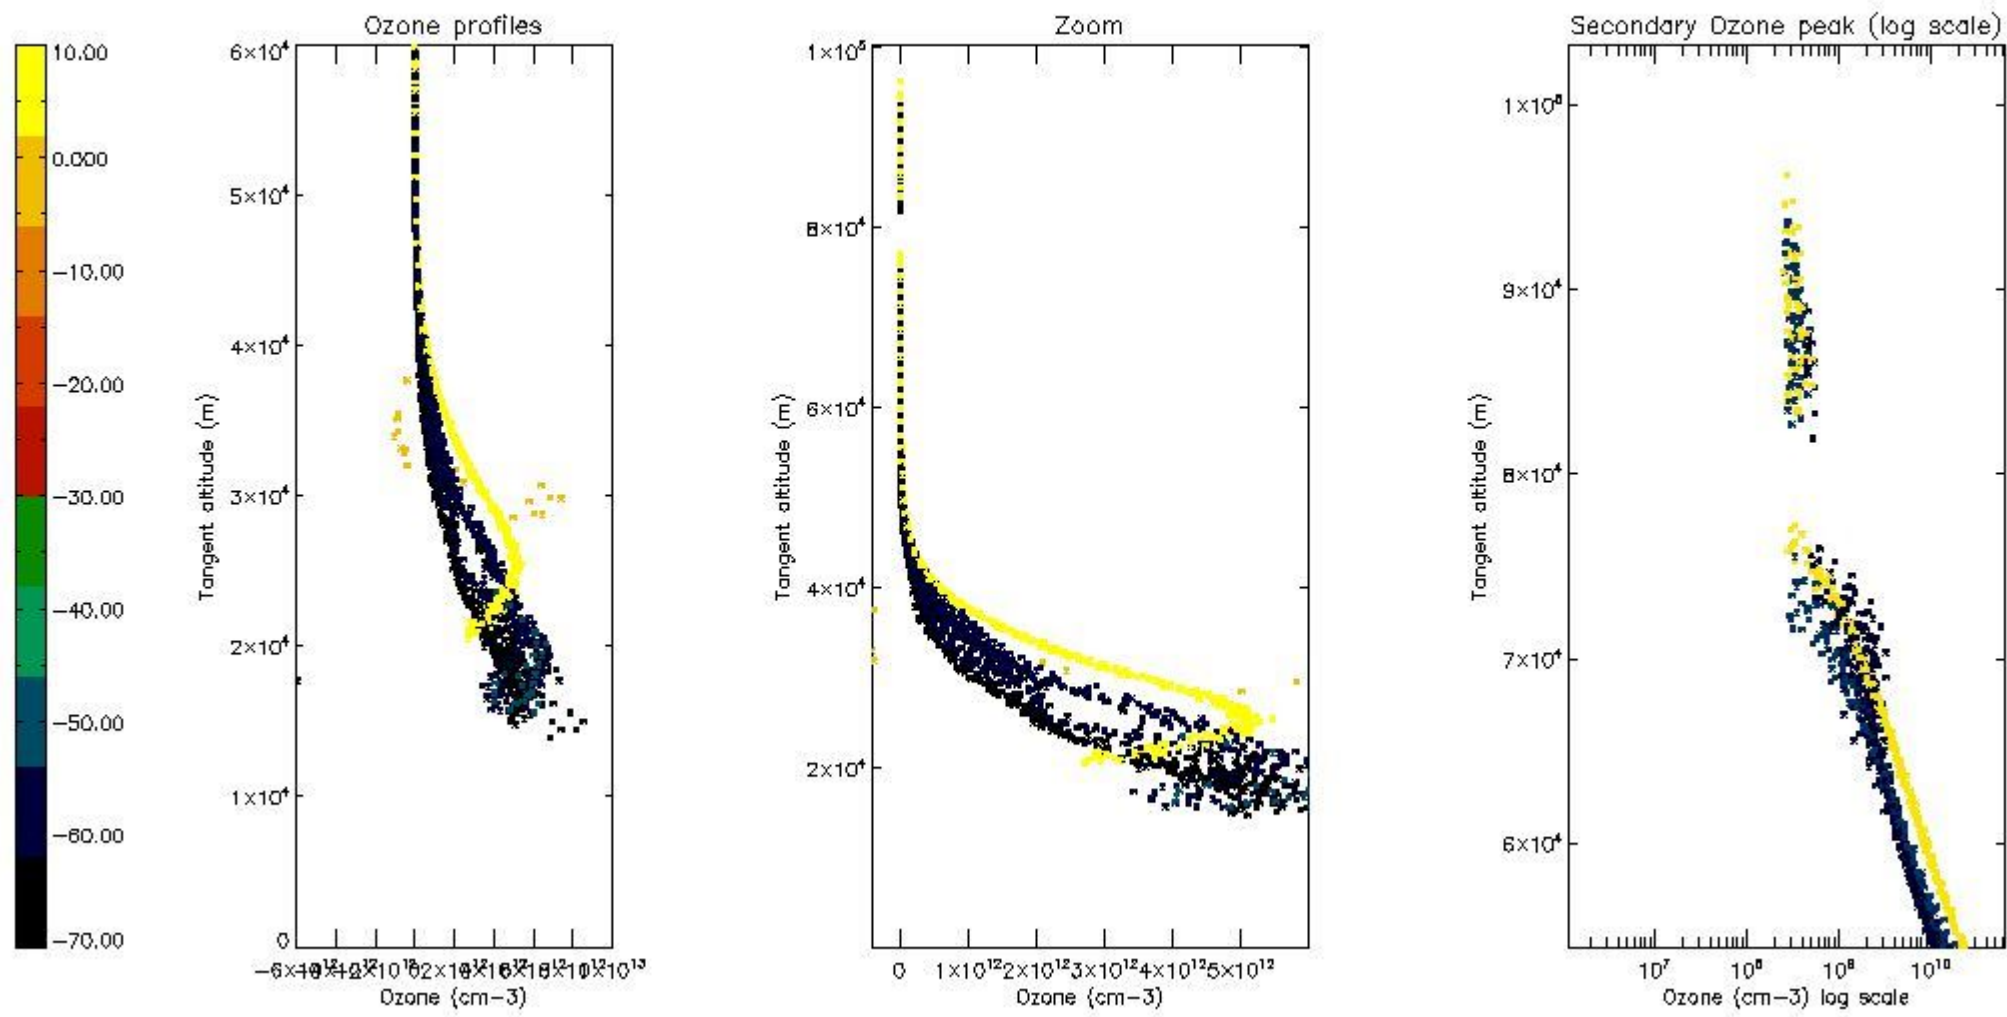 Ozone profiles
Zoom
Secondary Ozone peak (log scale)
10.00
0.000
−10.00
−20.00
−30.00
−40.00
−50.00
−60.00
−70.00
6×10⁴
5×10⁴
4×10⁴
3×10⁴
2×10⁴
1×10⁴
0
Tangent altitude (m)
Ozone (cm−3)
1×10⁵
8×10⁴
6×10⁴
4×10⁴
2×10⁴
Tangent altitude (m)
0 1×10¹² 2×10¹² 3×10¹² 4×10¹² 5×10¹²
Ozone (cm−3)
9×10⁴
8×10⁴
7×10⁴
6×10⁴
Tangent altitude (m)
10⁷ 10⁸ 10⁹ 10¹⁰
Ozone (cm−3) log scale